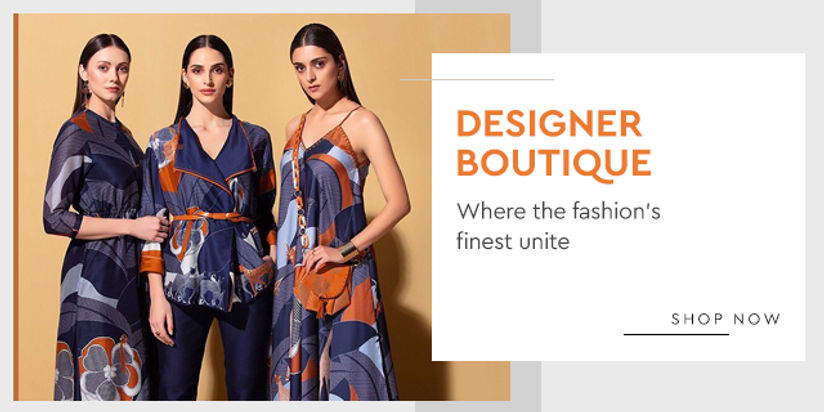 DESIGNER
BOUTIQUE
Where the fashion's
finest unite
SHOP NOW